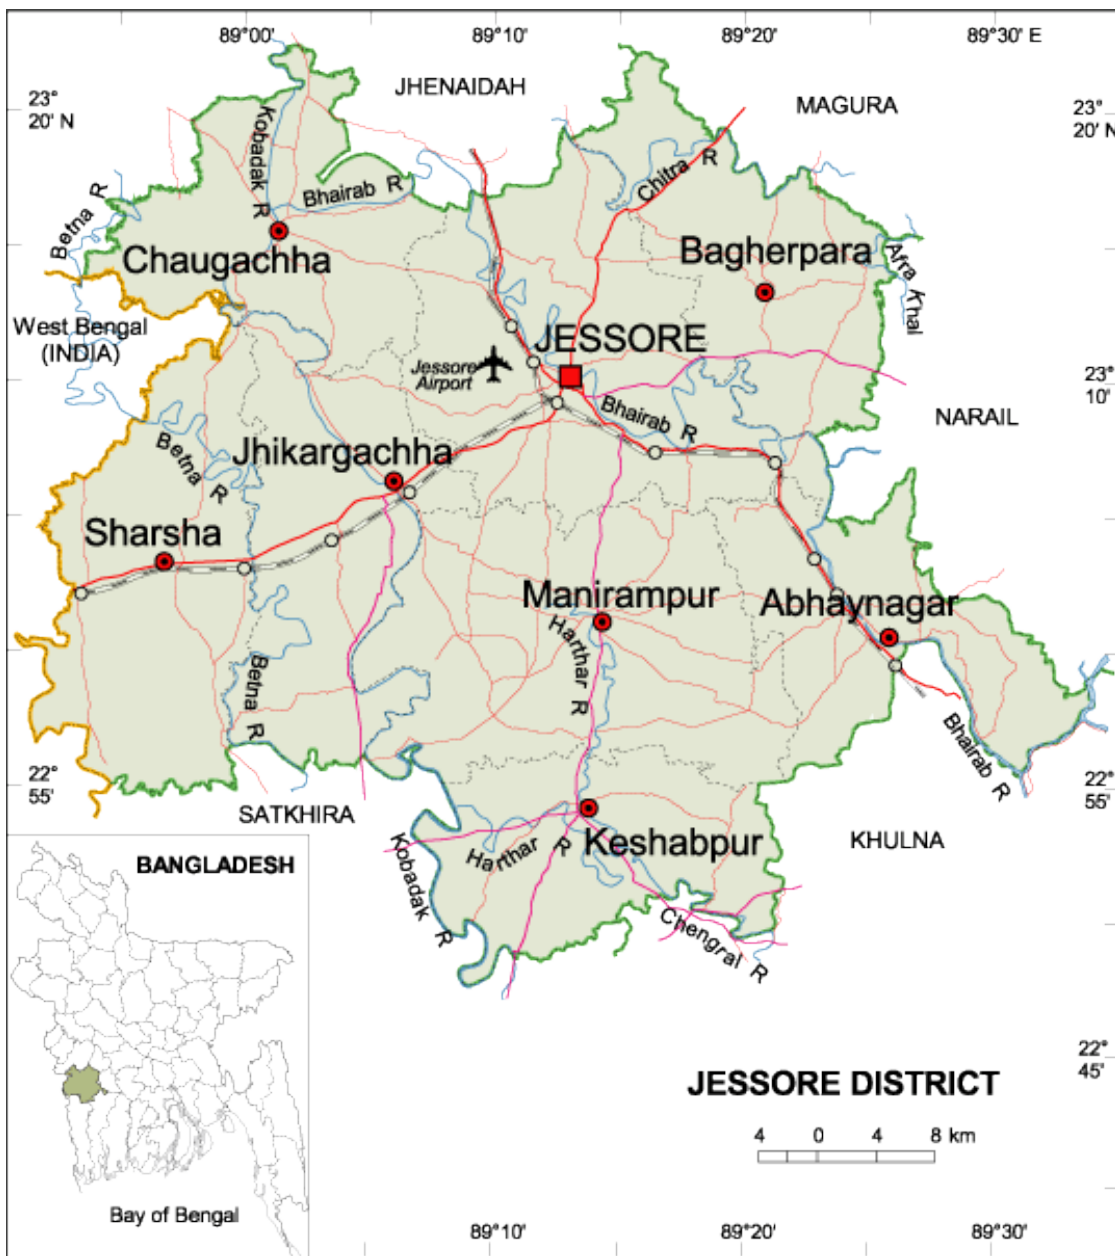 89°00'
89°10'
89°20'
89°30' E
23°
20' N
23°
20' N
JHENAIDAH
MAGURA
Kobadak R
Bhairab R
Chitra R
Betna R
Chaugachha
Bagherpara
Afra Khal
West Bengal
(INDIA)
JESSORE
Jessore
Airport
23°
10'
Bhairab R
NARAIL
Betna R
Jhikargachha
Sharsha
Manirampur
Abhaynagar
Harthar R
Betna R
Bhairab R
22°
55'
22°
55'
SATKHIRA
KHULNA
Kobadak R
Harthar R
Keshabpur
Chengral R
BANGLADESH
Bay of Bengal
22°
45'
JESSORE DISTRICT
4 0 4 8 km
89°10'
89°20'
89°30'